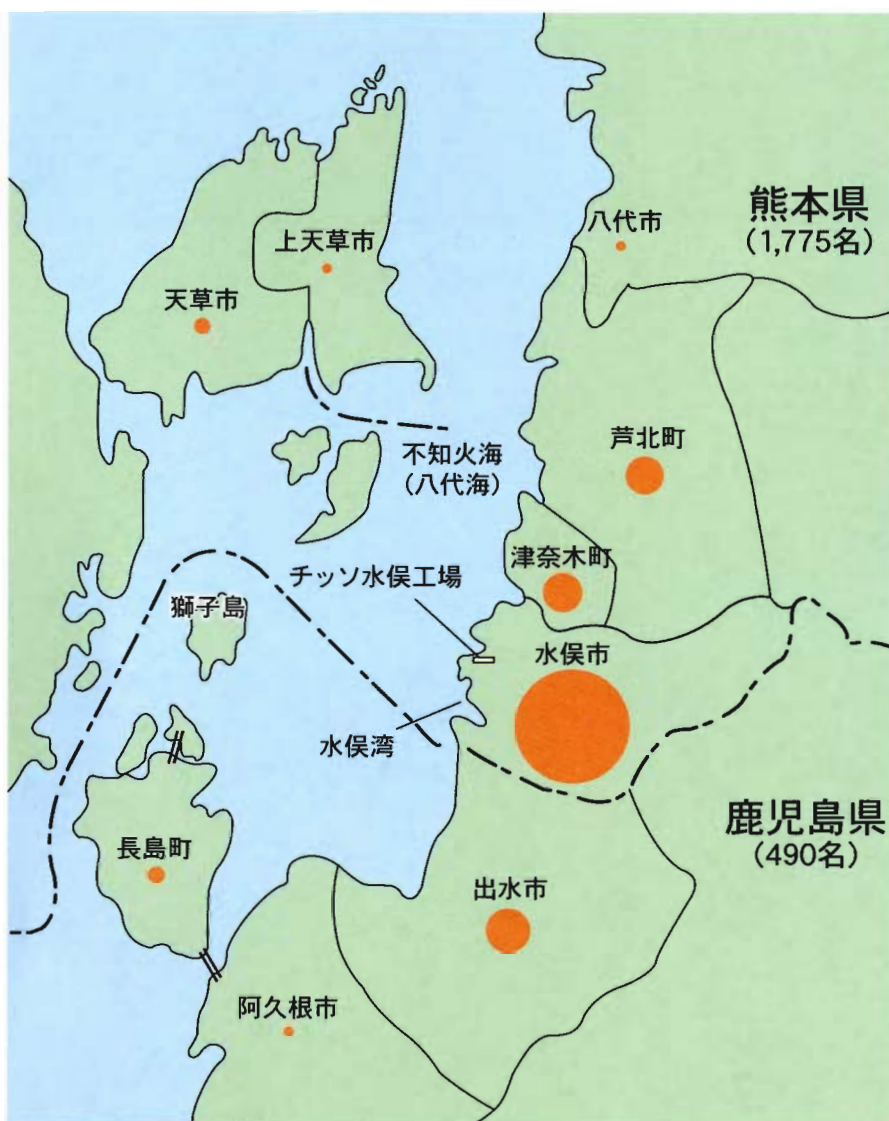 熊本県
(1,775名)
八代市
上天草市
天草市
芦北町
不知火海
(八代海)
津奈木町
チッソ水俣工場
獅子島
水俣市
水俣湾
鹿児島県
(490名)
長島町
出水市
阿久根市